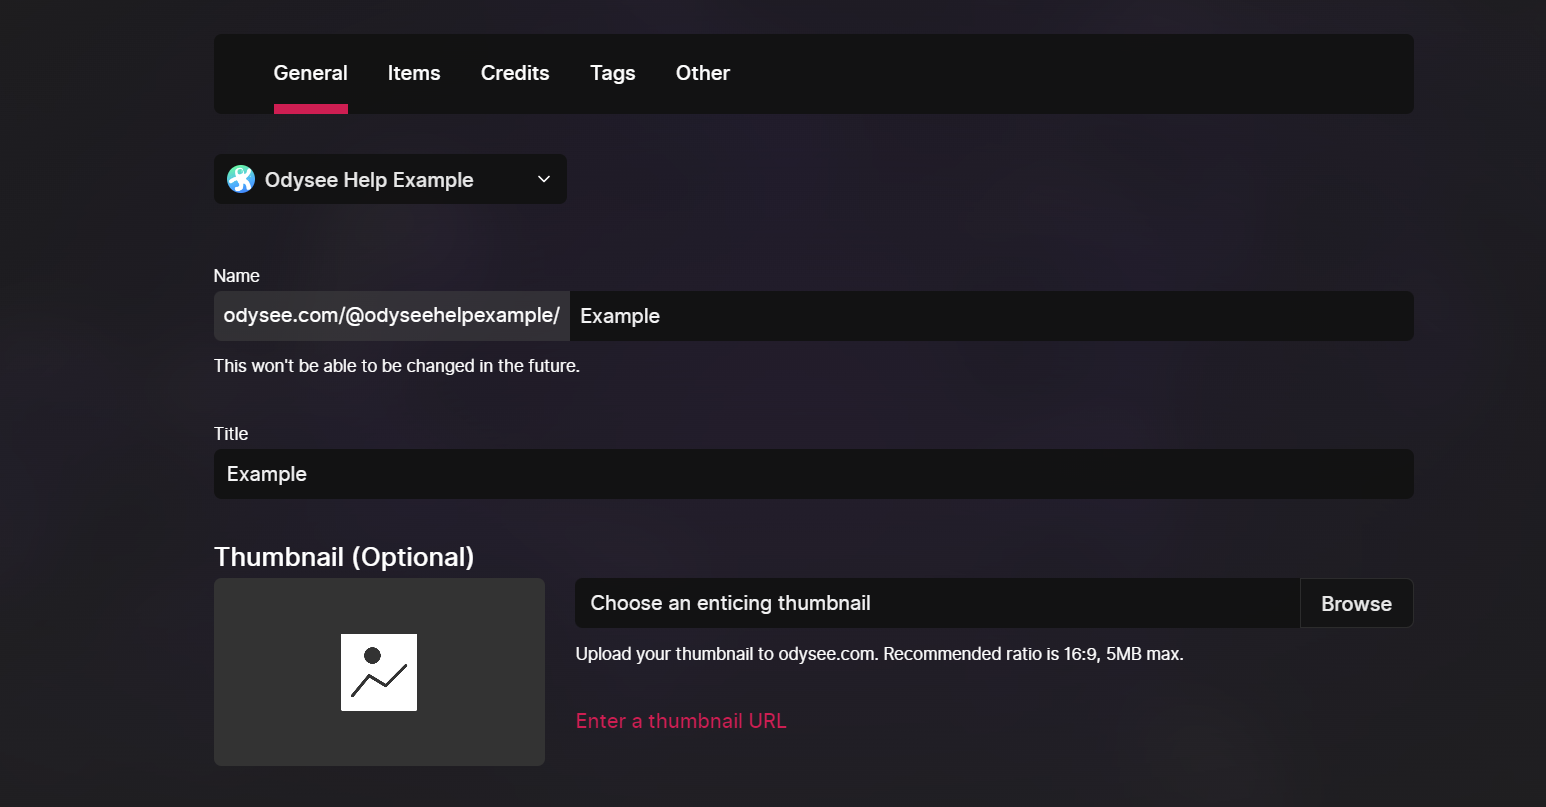 General Items Credits Tags Other
Odysee Help Example
Name
odysee.com/@odyseehelpexample/ Example
This won't be able to be changed in the future.
Title
Example
Thumbnail (Optional)
Choose an enticing thumbnail Browse
Upload your thumbnail to odysee.com. Recommended ratio is 16:9, 5MB max.
Enter a thumbnail URL